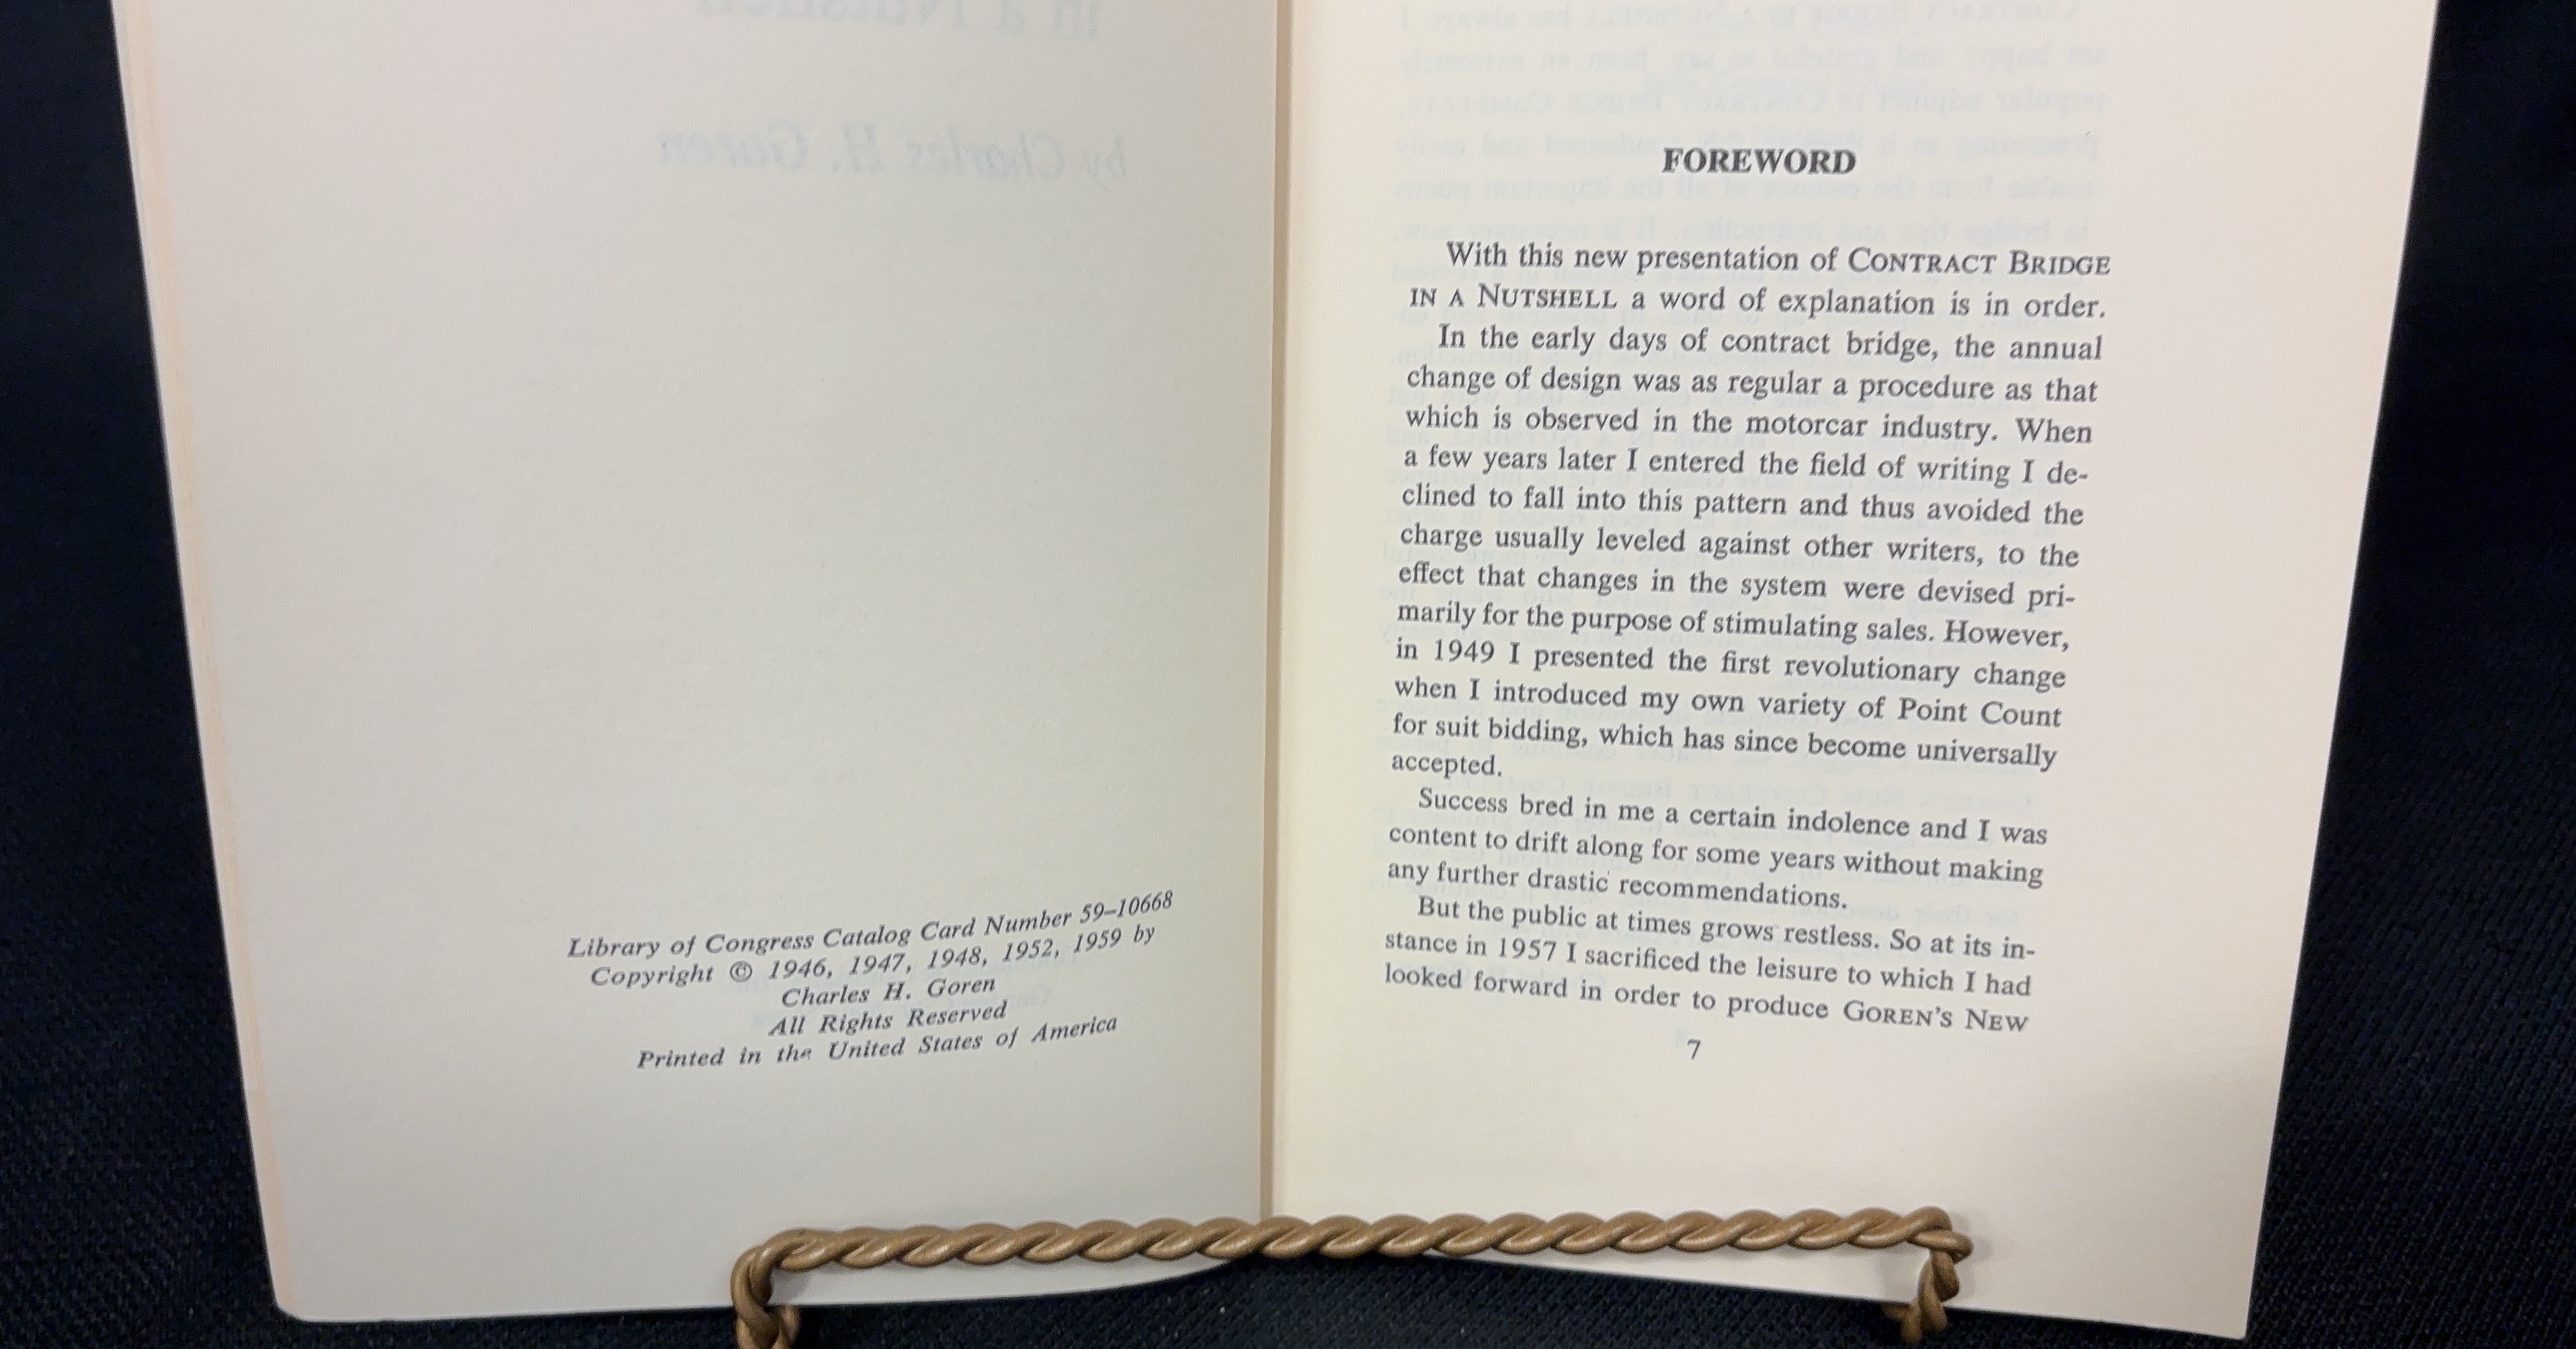 Library of Congress Catalog Card Number 59–10668
Copyright © 1946, 1947, 1948, 1952, 1959 by
Charles H. Goren
All Rights Reserved
Printed in the United States of America
FOREWORD
With this new presentation of CONTRACT BRIDGE
IN A NUTSHELL a word of explanation is in order.
In the early days of contract bridge, the annual
change of design was as regular a procedure as that
which is observed in the motorcar industry. When
a few years later I entered the field of writing I de-
clined to fall into this pattern and thus avoided the
charge usually leveled against other writers, to the
effect that changes in the system were devised pri-
marily for the purpose of stimulating sales. However,
in 1949 I presented the first revolutionary change
when I introduced my own variety of Point Count
for suit bidding, which has since become universally
accepted.
Success bred in me a certain indolence and I was
content to drift along for some years without making
any further drastic recommendations.
But the public at times grows restless. So at its in-
stance in 1957 I sacrificed the leisure to which I had
looked forward in order to produce GOREN'S NEW
7